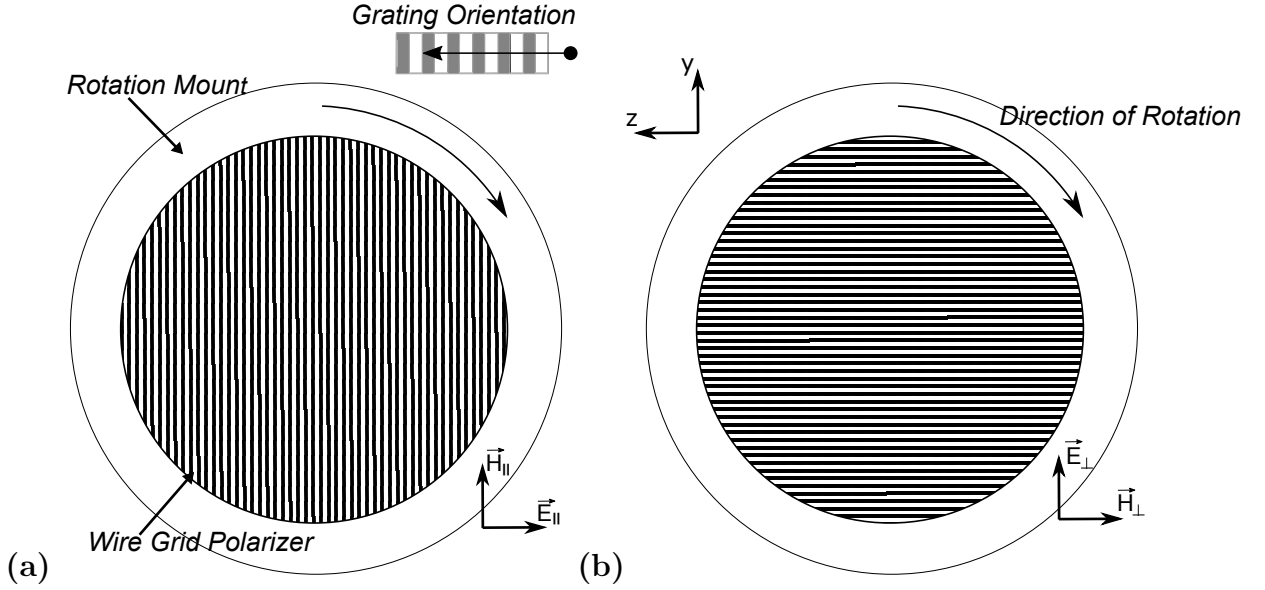 Grating Orientation
Rotation Mount
y
z
Direction of Rotation
H⃗∥
E⃗∥
E⃗⊥
H⃗⊥
Wire Grid Polarizer
(a)
(b)